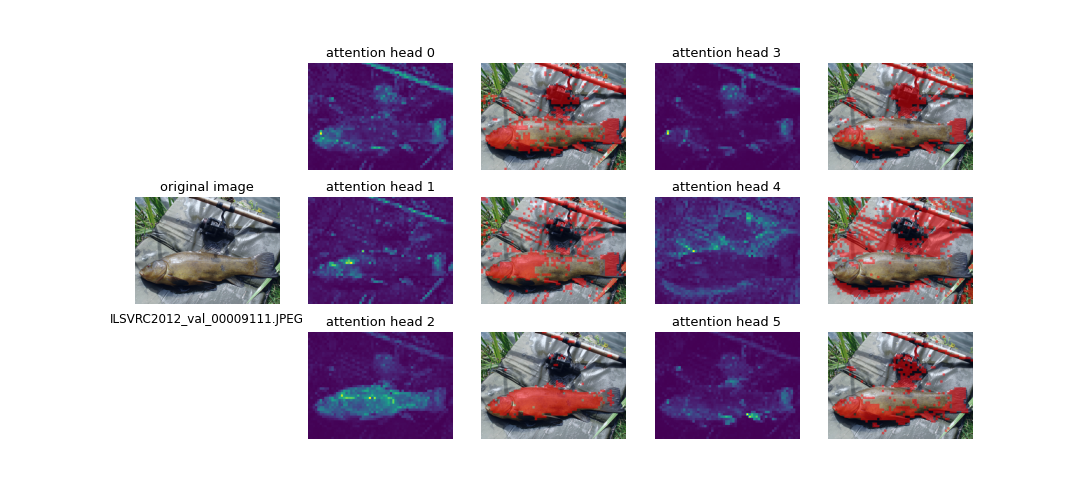 attention head 0
attention head 3
original image
attention head 1
attention head 4
ILSVRC2012_val_00009111.JPEG
attention head 2
attention head 5